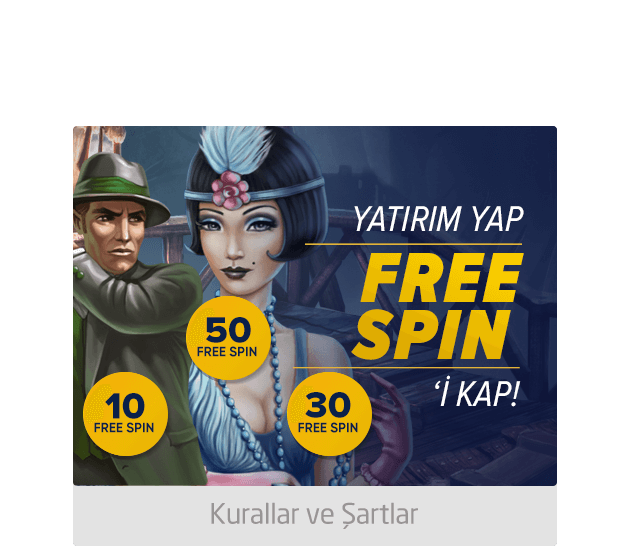 YATIRIM YAP
FREE
SPIN
‘İ KAP!
50
FREE SPIN
10
FREE SPIN
30
FREE SPIN
Kurallar ve Şartlar